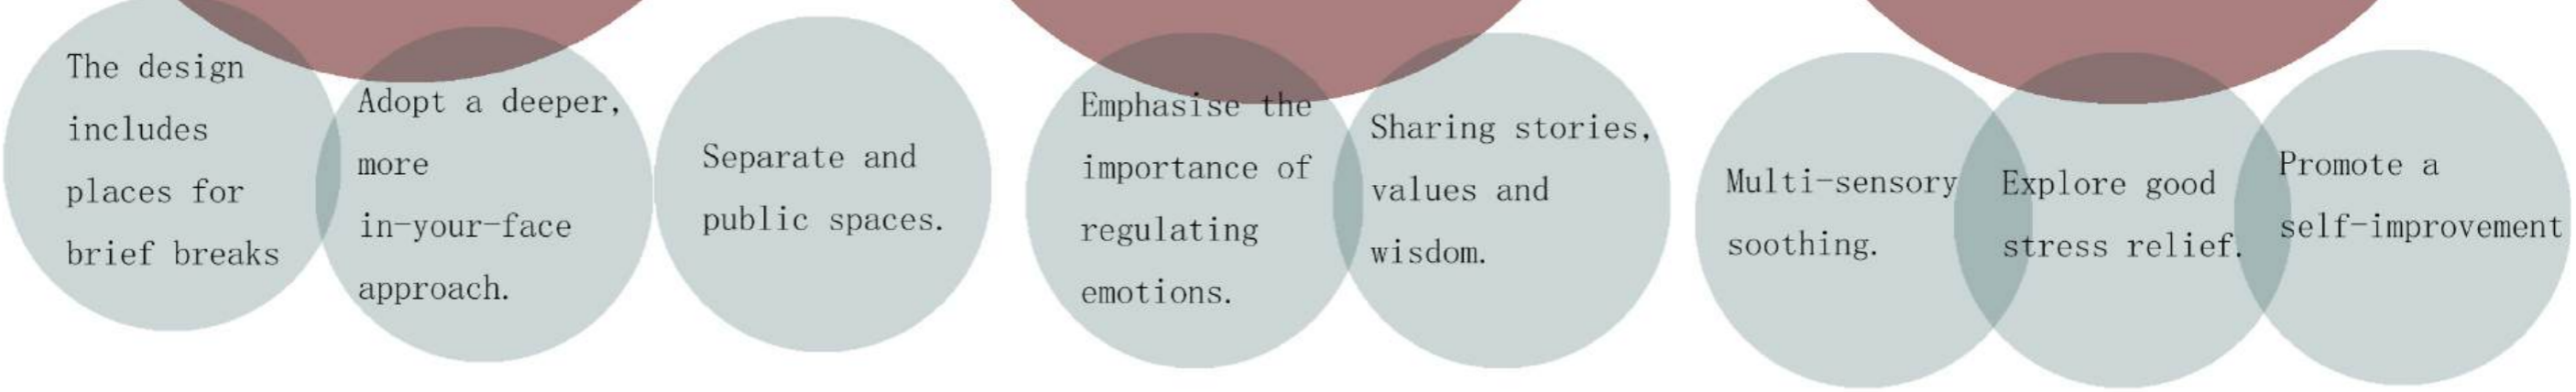 The design
includes
places for
brief breaks
Adopt a deeper,
more
in-your-face
approach.
Separate and
public spaces.
Emphasise the
importance of
regulating
emotions.
Sharing stories,
values and
wisdom.
Multi-sensory
soothing.
Explore good
stress relief.
Promote a
self-improvement